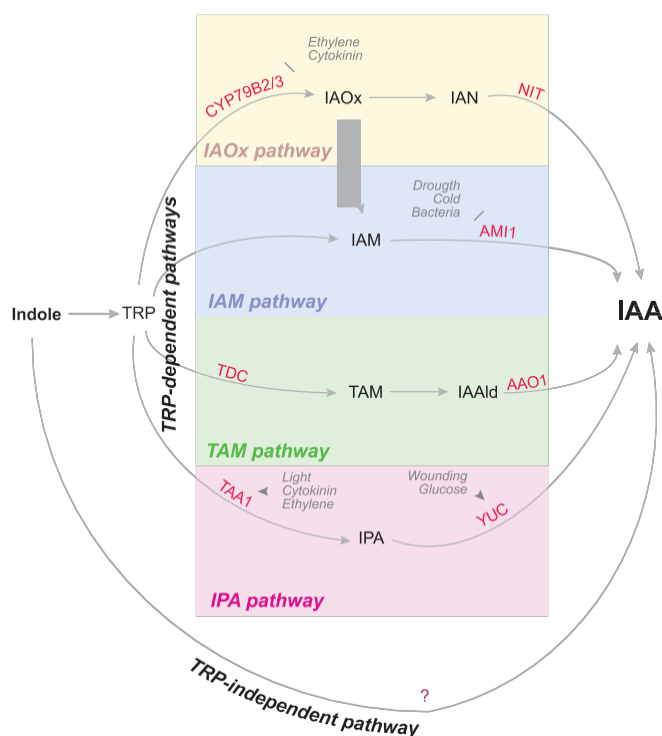 Ethylene
Cytokinin
CYP79B2/3
IAOx
IAN
NIT
IAOx pathway
Drougth
Cold
Bacteria
AMI1
IAM
IAM pathway
TRP-dependent pathways
Indole
TRP
IAA
TDC
TAM
IAAld
AAO1
TAM pathway
Light
Cytokinin
Ethylene
TAA1
Wounding
Glucose
YUC
IPA
IPA pathway
?
TRP-independent pathway